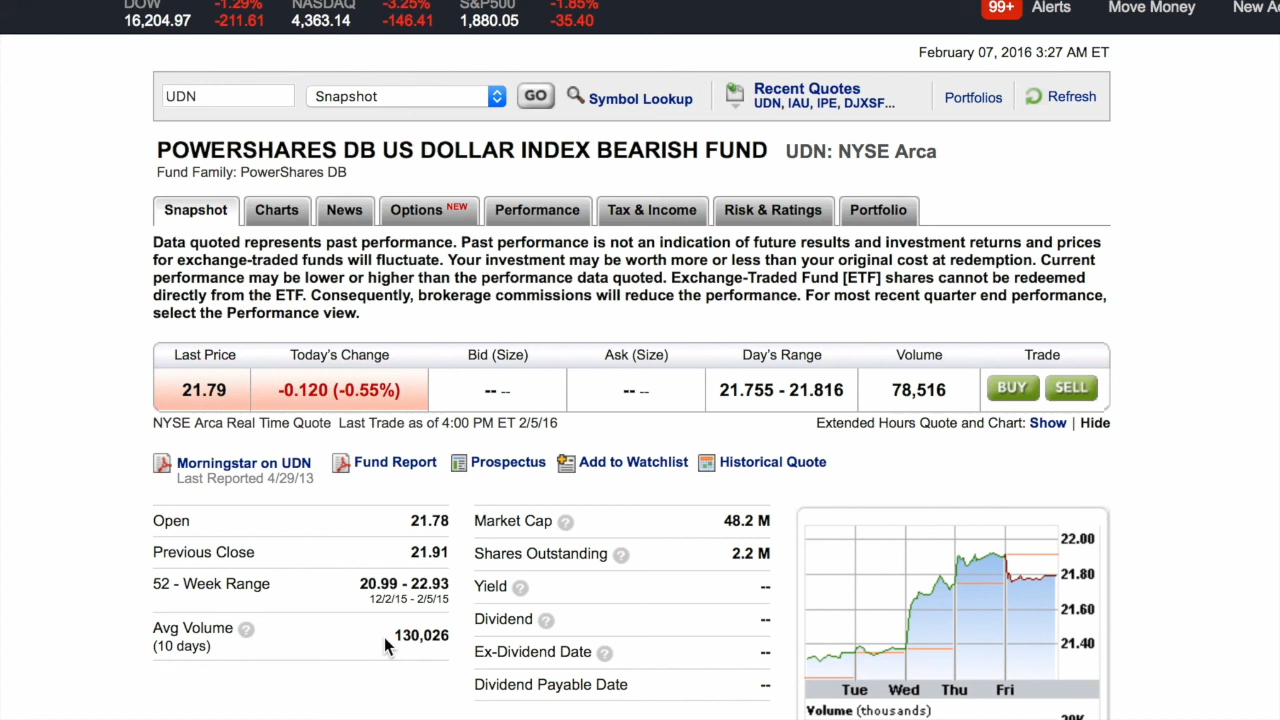 DOW -1.29% NASDAQ -3.25% S&P500 -1.85%
16,204.97 -211.61 4,363.14 -146.41 1,880.05 -35.40
99+ Alerts Move Money New
February 07, 2016 3:27 AM ET
UDN Snapshot GO Symbol Lookup Recent Quotes Portfolios Refresh
UDN, IAU, IPE, DJXSF...
POWERSHARES DB US DOLLAR INDEX BEARISH FUND UDN: NYSE Arca
Fund Family: PowerShares DB
Snapshot Charts News Options NEW Performance Tax & Income Risk & Ratings Portfolio
Data quoted represents past performance. Past performance is not an indication of future results and investment returns and prices
for exchange-traded funds will fluctuate. Your investment may be worth more or less than your original cost at redemption. Current
performance may be lower or higher than the performance data quoted. Exchange-Traded Fund [ETF] shares cannot be redeemed
directly from the ETF. Consequently, brokerage commissions will reduce the performance. For most recent quarter end performance,
select the Performance view.
Last Price Today's Change Bid (Size) Ask (Size) Day's Range Volume Trade
21.79 -0.120 (-0.55%) -- -- -- -- 21.755 - 21.816 78,516 BUY SELL
NYSE Arca Real Time Quote Last Trade as of 4:00 PM ET 2/5/16 Extended Hours Quote and Chart: Show | Hide
Morningstar on UDN Fund Report Prospectus Add to Watchlist Historical Quote
Last Reported 4/29/13
Open 21.78
Previous Close 21.91
52 - Week Range 20.99 - 22.93
12/2/15 - 2/5/15
Avg Volume ? 130,026
(10 days)
Market Cap ? 48.2 M
Shares Outstanding ? 2.2 M
Yield ? --
Dividend ? --
Ex-Dividend Date ? --
Dividend Payable Date --
22.00
21.80
21.60
21.40
Tue Wed Thu Fri
Volume (thousands)